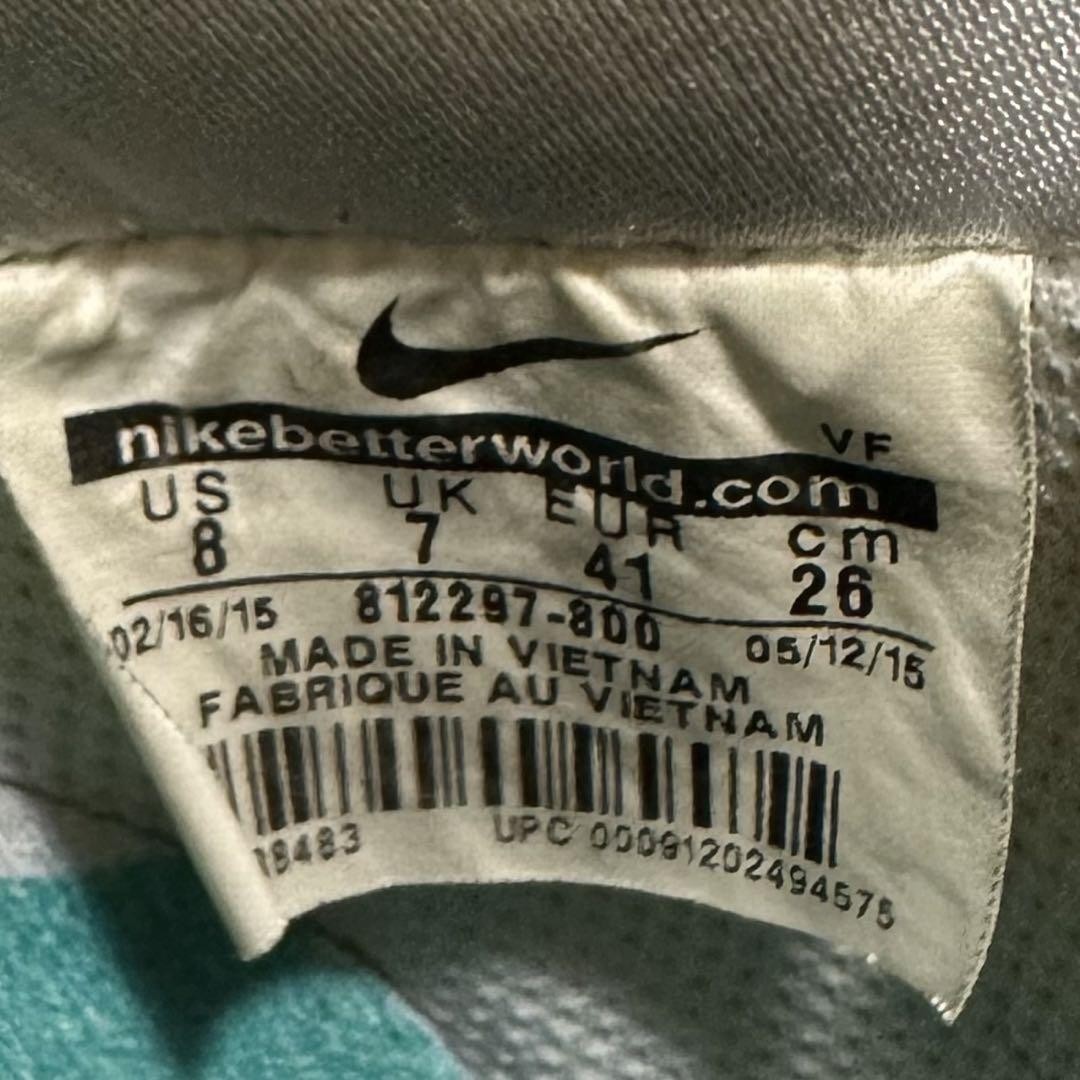 nikebetterworld.com
VF
US UK EUR cm
8 7 41 26
02/16/15 812297-800 05/12/15
MADE IN VIETNAM
FABRIQUE AU VIETNAM
18483 UPC 00091202494575